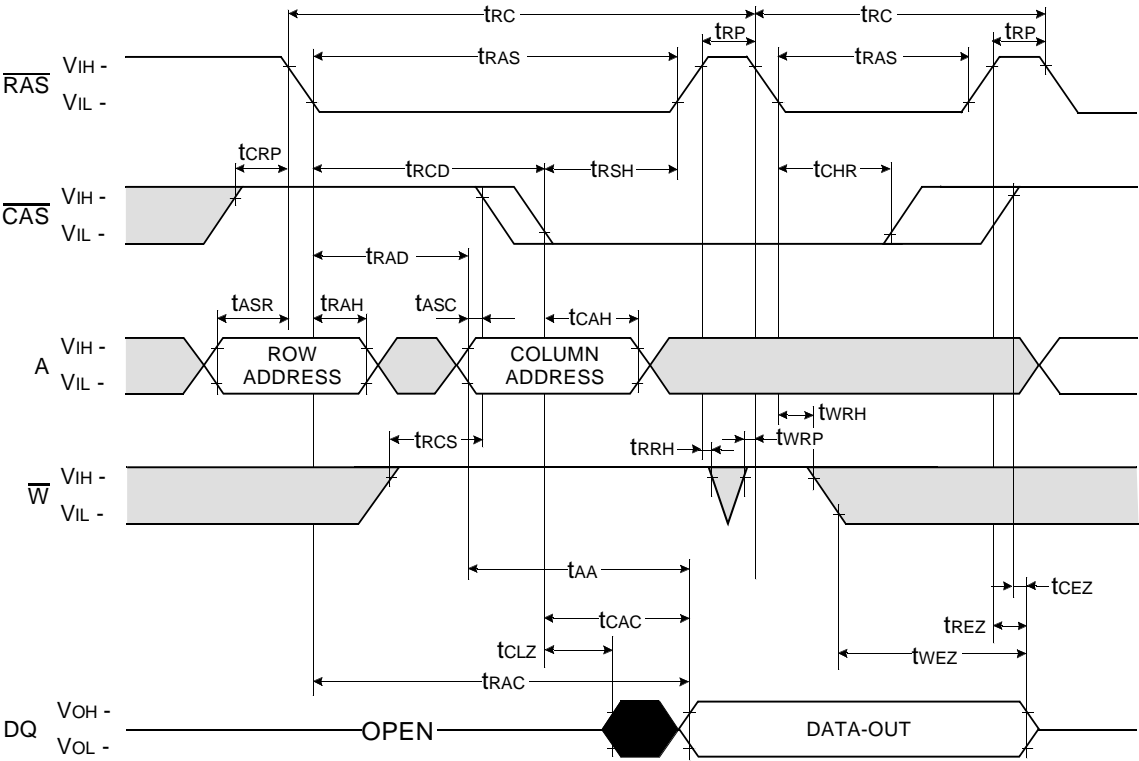 tRC tRC
tRP tRP
tRAS tRAS
RAS VIH -
VIL -
tCRP tRCD tRSH tCHR
CAS VIH -
VIL -
tRAD
tASR tRAH tASC tCAH
A VIH -
VIL -
ROW
ADDRESS
COLUMN
ADDRESS
tWRH
tRCS tRRH tWRP
W VIH -
VIL -
tAA
tCEZ
tCAC
tREZ
tCLZ
tWEZ
tRAC
DQ VOH -
VOL -
OPEN
DATA-OUT